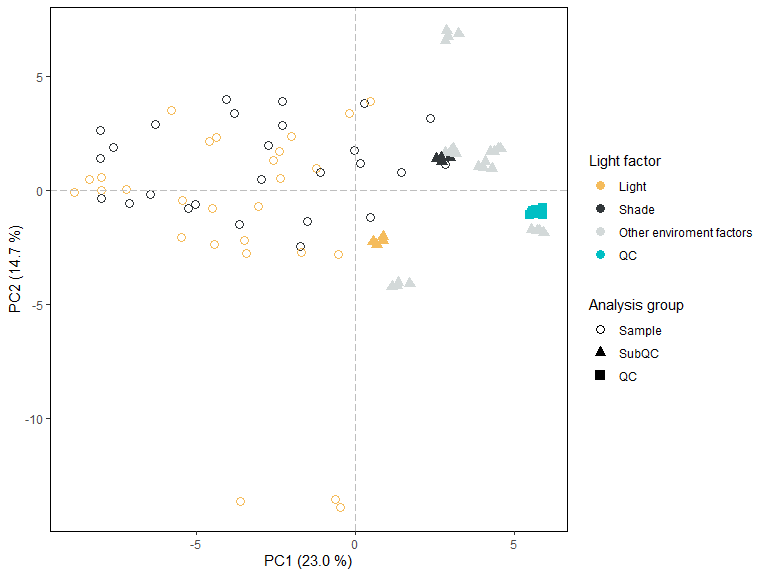 5
0
-5
-10
PC2 (14.7 %)
-5
0
5
PC1 (23.0 %)
Light factor
Light
Shade
Other enviroment factors
QC
Analysis group
Sample
SubQC
QC